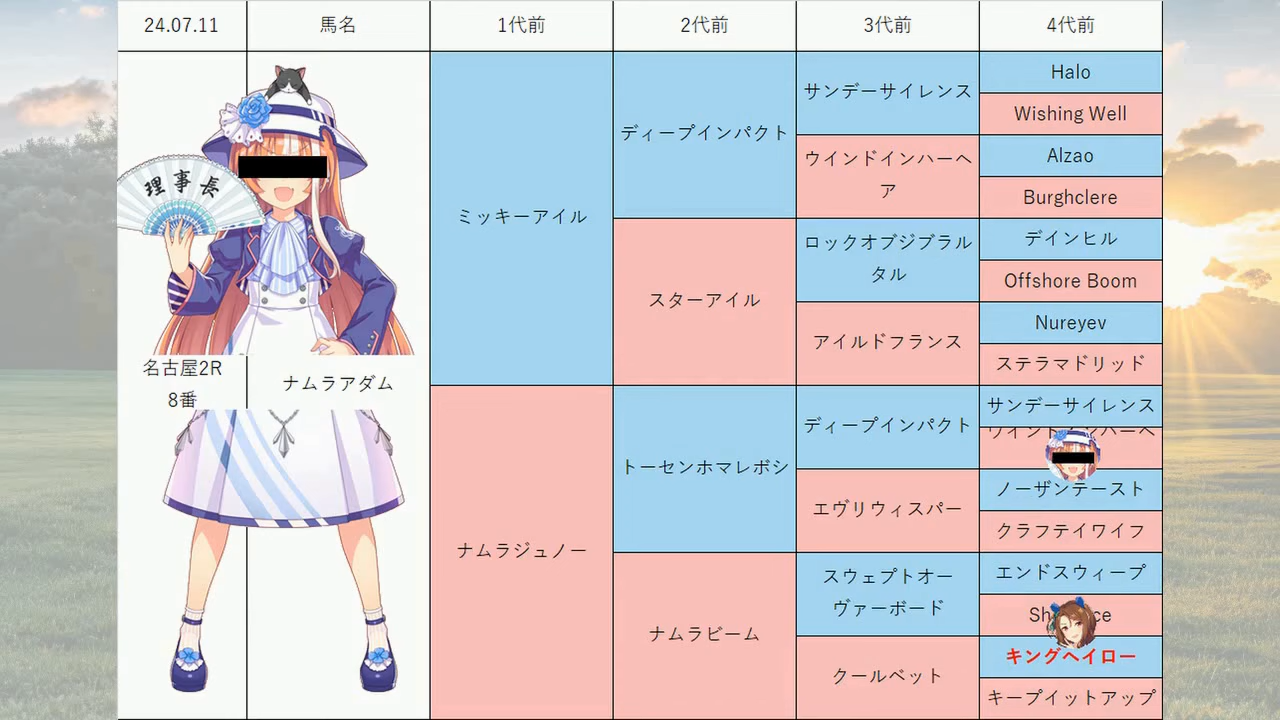 24.07.11
馬名
1代前
2代前
3代前
4代前
理事長
名古屋2R
8番
ナムラアダム
ミッキーアイル
ナムラジュノー
ディープインパクト
スターアイル
トーセンホマレボシ
ナムラビーム
サンデーサイレンス
ウインドインハーヘ
ア
ロックオブジブラル
タル
アイルドフランス
ディープインパクト
エヴリウィスパー
スウェプトオー
ヴァーボード
クールベット
Halo
Wishing Well
Alzao
Burghclere
デインヒル
Offshore Boom
Nureyev
ステラマドリッド
サンデーサイレンス
ノーザンテースト
クラフテイワイフ
エンドスウィープ
キングヘイロー
キープイットアップ